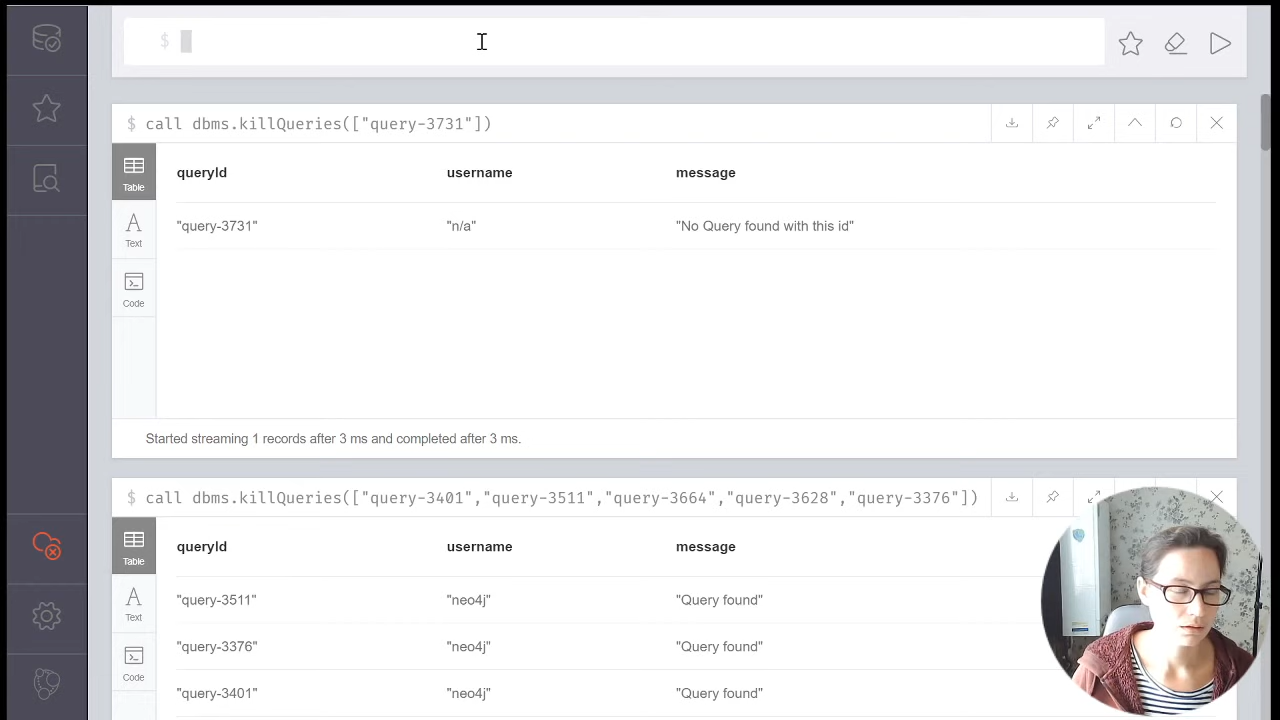 $
$ call dbms.killQueries(["query-3731"])
Table
Text
Code
queryId username message
"query-3731" "n/a" "No Query found with this id"
Started streaming 1 records after 3 ms and completed after 3 ms.
$ call dbms.killQueries(["query-3401","query-3511","query-3664","query-3628","query-3376"])
Table
Text
Code
queryId username message
"query-3511" "neo4j" "Query found"
"query-3376" "neo4j" "Query found"
"query-3401" "neo4j" "Query found"